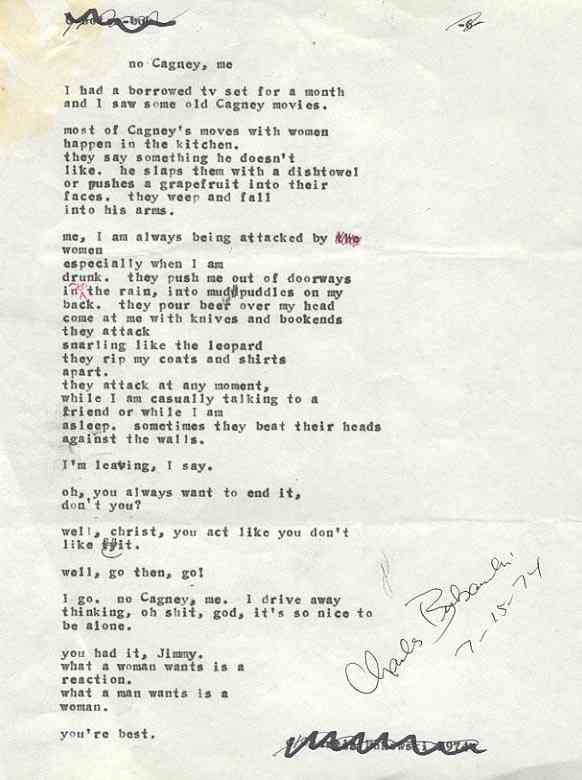 no Cagney, me
I had a borrowed tv set for a month
and I saw some old Cagney movies.
most of Cagney's moves with women
happen in the kitchen.
they say something he doesn't
like. he slaps them with a dishtowel
or pushes a grapefruit into their
faces. they weep and fall
into his arms.
me, I am always being attacked by the
women
especially when I am
drunk. they push me out of doorways
in the rain, into mud puddles on my
back. they pour beer over my head
come at me with knives and bookends
they attack
snarling like the leopard
they rip my coats and shirts
apart.
they attack at any moment,
while I am casually talking to a
friend or while I am
asleep. sometimes they beat their heads
against the walls.
I'm leaving, I say.
oh, you always want to end it,
don't you?
well, christ, you act like you don't
like it.
well, go then, go!
I go. no Cagney, me. I drive away
thinking, oh shit, god, it's so nice to
be alone.
you had it, Jimmy.
what a woman wants is a
reaction.
what a man wants is a
woman.
you're best.
Charles Bukowski
7-15-74